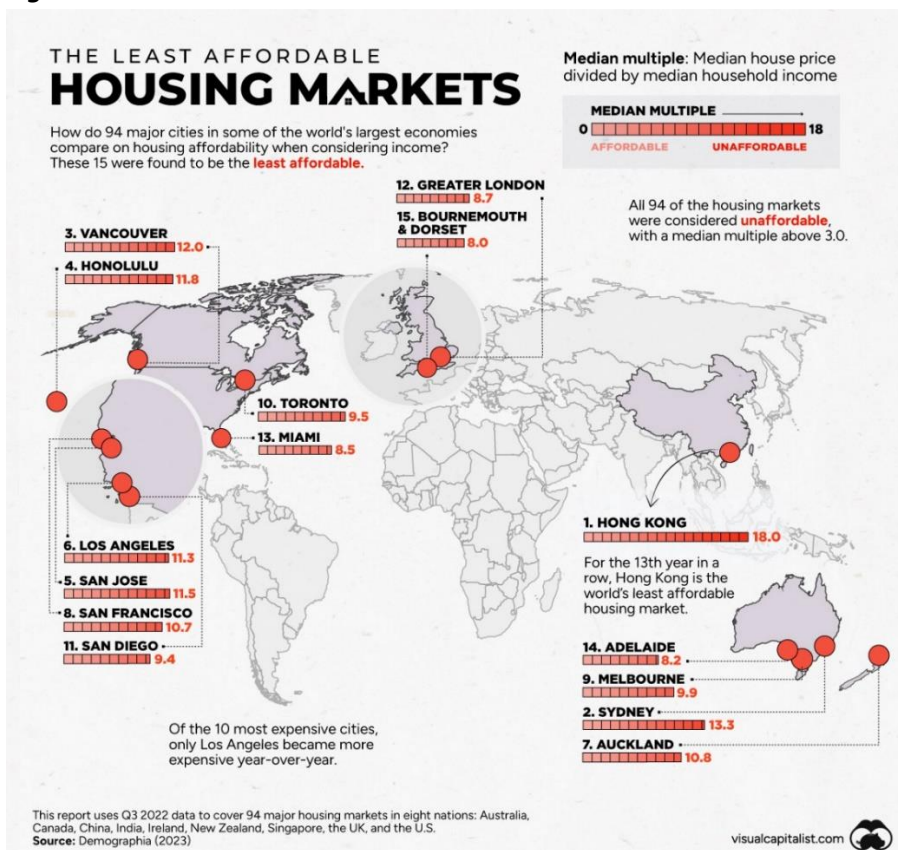 THE LEAST AFFORDABLE
HOUSING MARKETS
How do 94 major cities in some of the world's largest economies
compare on housing affordability when considering income?
These 15 were found to be the least affordable.
Median multiple: Median house price
divided by median household income
MEDIAN MULTIPLE
0 18
AFFORDABLE UNAFFORDABLE
All 94 of the housing markets
were considered unaffordable,
with a median multiple above 3.0.
12. GREATER LONDON
8.7
15. BOURNEMOUTH
& DORSET
8.0
3. VANCOUVER
12.0
4. HONOLULU
11.8
10. TORONTO
9.5
13. MIAMI
8.5
6. LOS ANGELES
11.3
5. SAN JOSE
11.5
8. SAN FRANCISCO
10.7
11. SAN DIEGO
9.4
1. HONG KONG
18.0
For the 13th year in a
row, Hong Kong is the
world's least affordable
housing market.
14. ADELAIDE
8.2
9. MELBOURNE
9.9
2. SYDNEY
13.3
7. AUCKLAND
10.8
Of the 10 most expensive cities,
only Los Angeles became more
expensive year-over-year.
This report uses Q3 2022 data to cover 94 major housing markets in eight nations: Australia,
Canada, China, India, Ireland, New Zealand, Singapore, the UK, and the U.S.
Source: Demographia (2023)
visualcapitalist.com